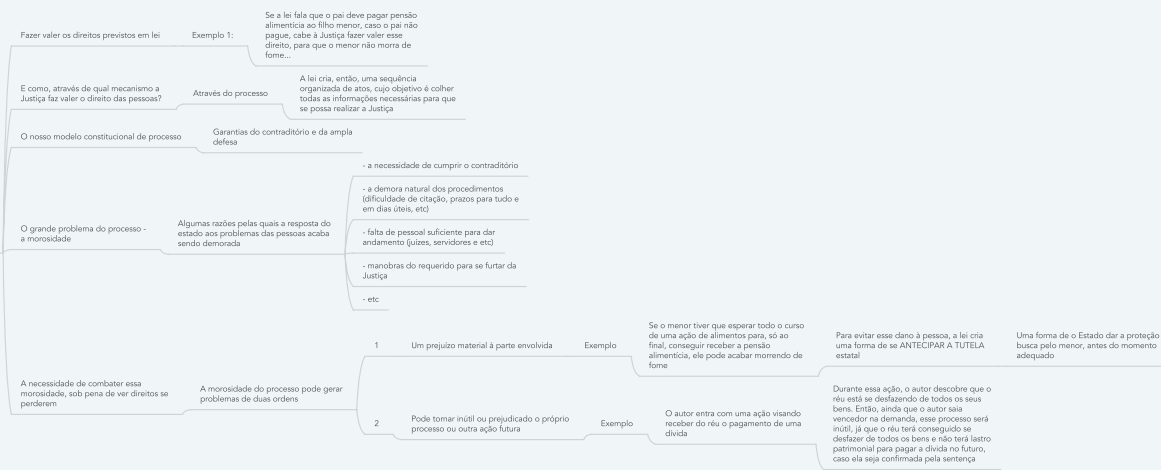 Fazer valer os direitos previstos em lei
Exemplo 1:
Se a lei fala que o pai deve pagar pensão
alimentícia ao filho menor, caso o pai não
pague, cabe à Justiça fazer valer esse
direito, para que o menor não morra de
fome...
E como, através de qual mecanismo a
Justiça faz valer o direito das pessoas?
Através do processo
A lei cria, então, uma sequência
organizada de atos, cujo objetivo é colher
todas as informações necessárias para que
se possa realizar a Justiça
O nosso modelo constitucional de processo
Garantias do contraditório e da ampla
defesa
O grande problema do processo -
a morosidade
Algumas razões pelas quais a resposta do
estado aos problemas das pessoas acaba
sendo demorada
- a necessidade de cumprir o contraditório
- a demora natural dos procedimentos
(dificuldade de citação, prazos para tudo e
em dias úteis, etc)
- falta de pessoal suficiente para dar
andamento (juízes, servidores e etc)
- manobras do requerido para se furtar da
Justiça
- etc
A necessidade de combater essa
morosidade, sob pena de ver direitos se
perderem
A morosidade do processo pode gerar
problemas de duas ordens
1
Um prejuízo material à parte envolvida
Exemplo
Se o menor tiver que esperar todo o curso
de uma ação de alimentos para, só ao
final, conseguir receber a pensão
alimentícia, ele pode acabar morrendo de
fome
Para evitar esse dano à pessoa, a lei cria
uma forma de se ANTECIPAR A TUTELA
estatal
Uma forma de o Estado dar a proteção
busca pelo menor, antes do momento
adequado
2
Pode tornar inútil ou prejudicado o próprio
processo ou outra ação futura
Exemplo
O autor entra com uma ação visando
receber do réu o pagamento de uma
dívida
Durante essa ação, o autor descobre que o
réu está se desfazendo de todos os seus
bens. Então, ainda que o autor saia
vencedor na demanda, esse processo será
inútil, já que o réu terá conseguido se
desfazer de todos os bens e não terá lastro
patrimonial para pagar a dívida no futuro,
caso ela seja confirmada pela sentença